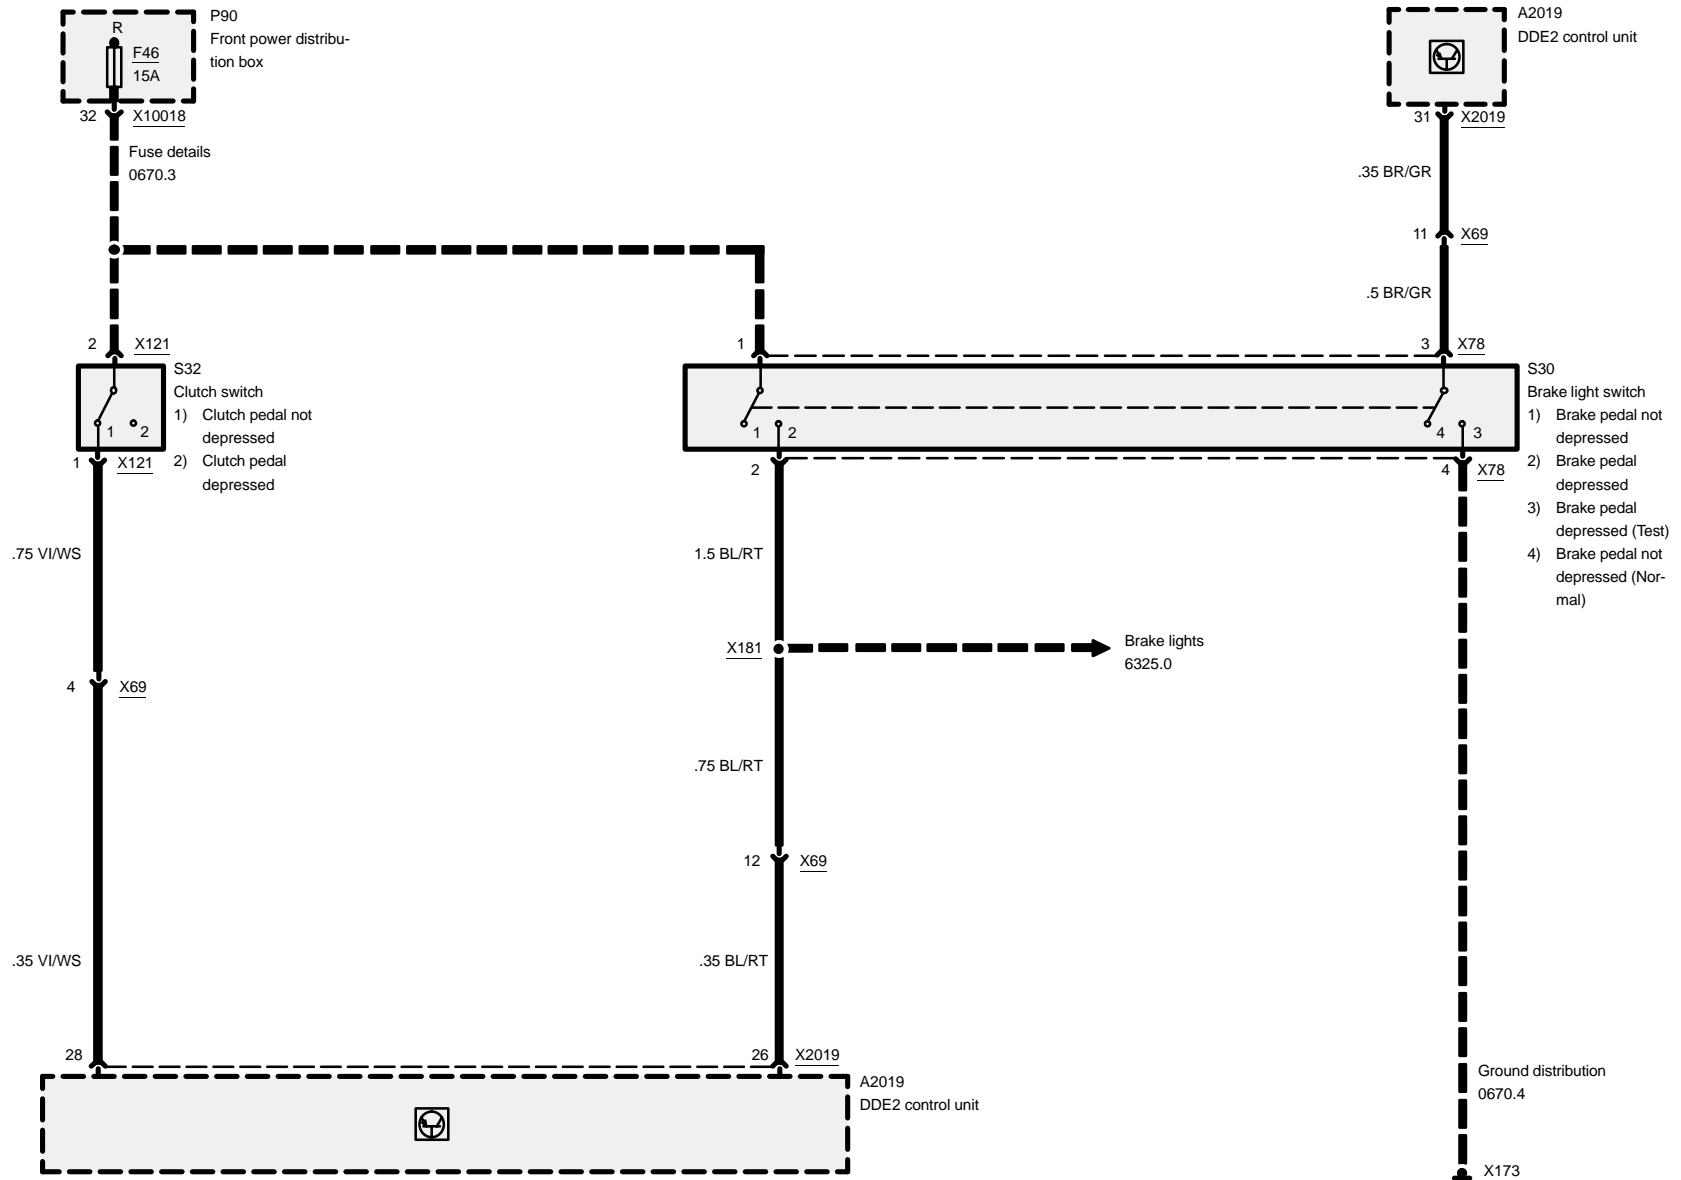 P90
Front power distribu-
tion box
R
F46
15A
32
X10018
Fuse details
0670.3
A2019
DDE2 control unit
31
X2019
.35 BR/GR
11
X69
.5 BR/GR
2
X121
1
3
X78
S32
Clutch switch
1) Clutch pedal not
depressed
2) Clutch pedal
depressed
1
2
1
X121
1
2
4
3
2
4
X78
S30
Brake light switch
1) Brake pedal not
depressed
2) Brake pedal
depressed
3) Brake pedal
depressed (Test)
4) Brake pedal not
depressed (Nor-
mal)
.75 VI/WS
1.5 BL/RT
X181
Brake lights
6325.0
4
X69
.75 BL/RT
12
X69
.35 VI/WS
.35 BL/RT
28
26
X2019
A2019
DDE2 control unit
Ground distribution
0670.4
X173